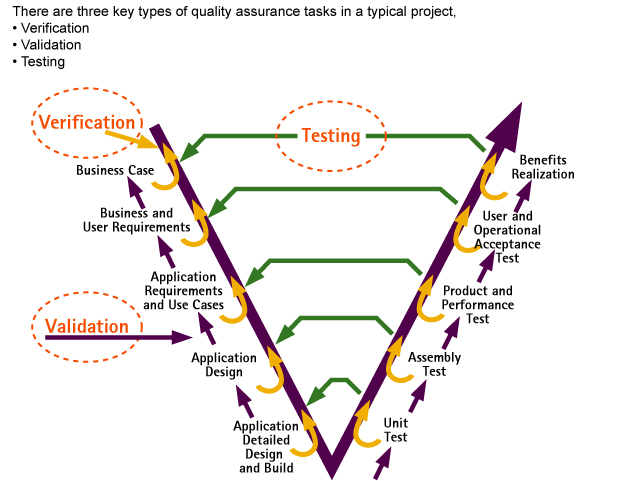 There are three key types of quality assurance tasks in a typical project,
• Verification
• Validation
• Testing
Verification
Testing
Business Case
Benefits
Realization
Business and
User Requirements
User and
Operational
Acceptance
Test
Application
Requirements
and Use Cases
Product and
Performance
Test
Validation
Application
Design
Assembly
Test
Application
Detailed
Design
and Build
Unit
Test